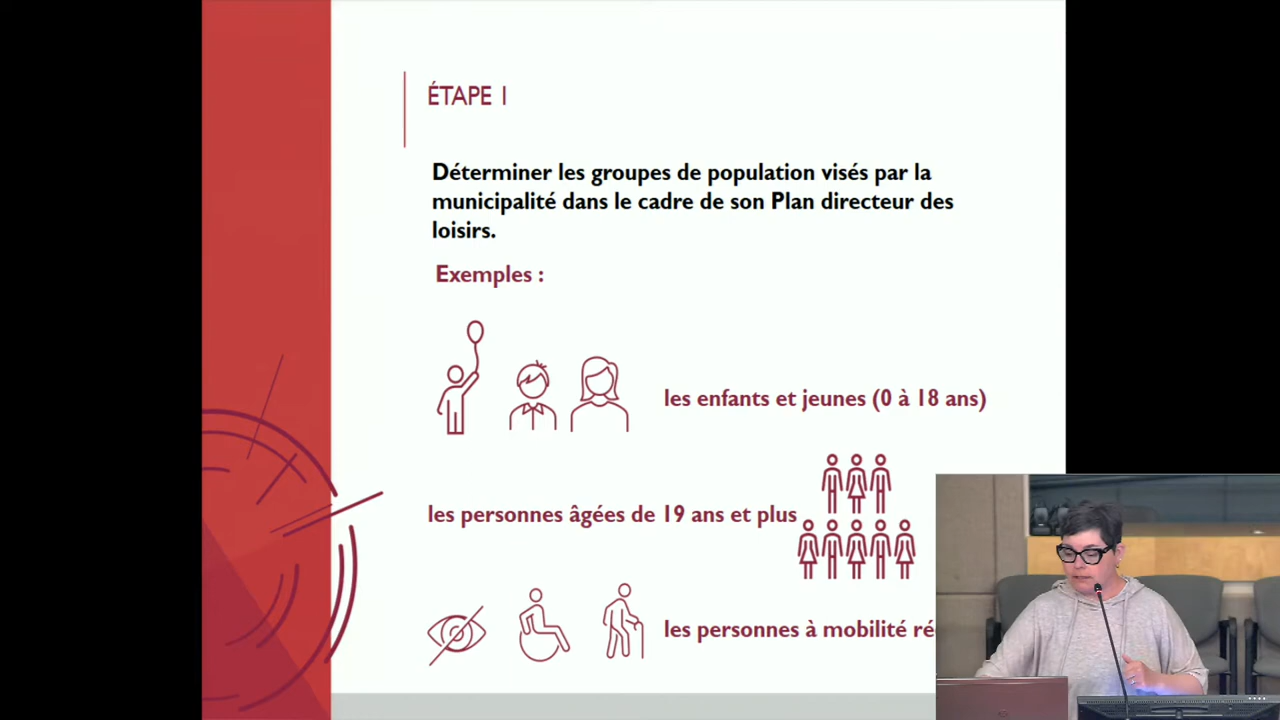 ÉTAPE 1
Déterminer les groupes de population visés par la
municipalité dans le cadre de son Plan directeur des
loisirs.
Exemples :
les enfants et jeunes (0 à 18 ans)
les personnes âgées de 19 ans et plus
les personnes à mobilité ré